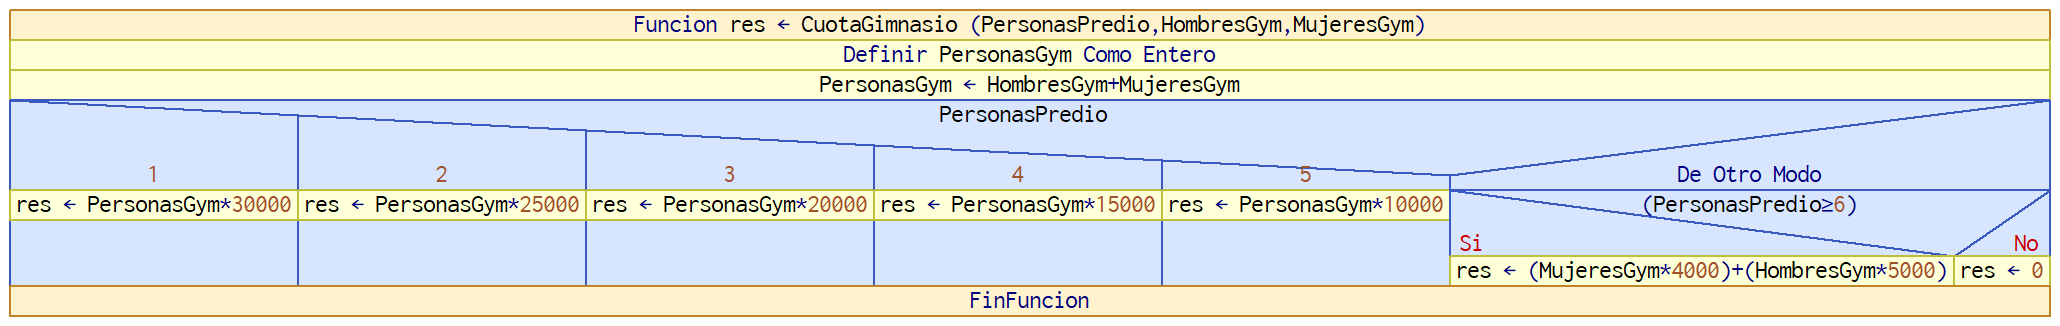 Funcion res ← CuotaGimnasio (PersonasPredio,HombresGym,MujeresGym)
Definir PersonasGym Como Entero
PersonasGym ← HombresGym+MujeresGym
PersonasPredio
1 2 3 4 5 De Otro Modo
res ← PersonasGym*30000 res ← PersonasGym*25000 res ← PersonasGym*20000 res ← PersonasGym*15000 res ← PersonasGym*10000 (PersonasPredio≥6)
Si No
res ← (MujeresGym*4000)+(HombresGym*5000) res ← 0
FinFuncion